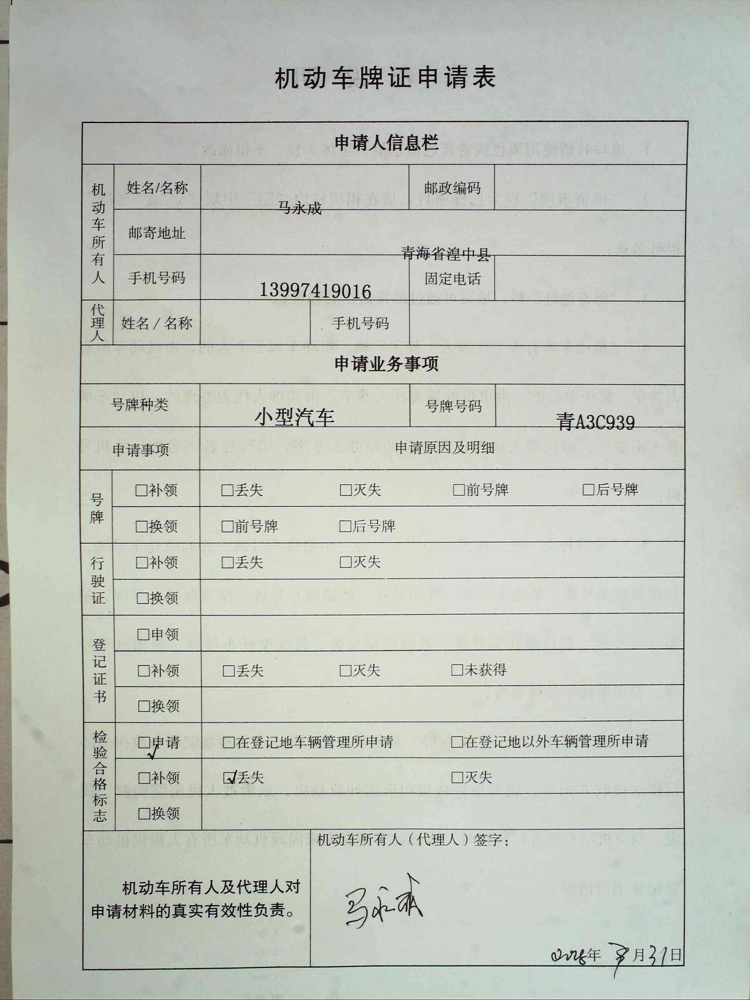 机动车牌证申请表
申请人信息栏
机动车所有人
姓名/名称
马永成
邮政编码
邮寄地址
青海省湟中县
手机号码
13997419016
固定电话
代理人
姓名/名称
手机号码
申请业务事项
号牌种类
小型汽车
号牌号码
青A3C939
申请事项
申请原因及明细
号牌
□补领 □丢失 □灭失 □前号牌 □后号牌
□换领 □前号牌 □后号牌
行驶证
□补领 □丢失 □灭失
□换领
登记证书
□申领
□补领 □丢失 □灭失 □未获得
□换领
检验合格标志
□申请 □在登记地车辆管理所申请 □在登记地以外车辆管理所申请
✓
□补领 ☑丢失 □灭失
□换领
机动车所有人及代理人对
申请材料的真实有效性负责。
机动车所有人（代理人）签字：
马永成
年 月31日